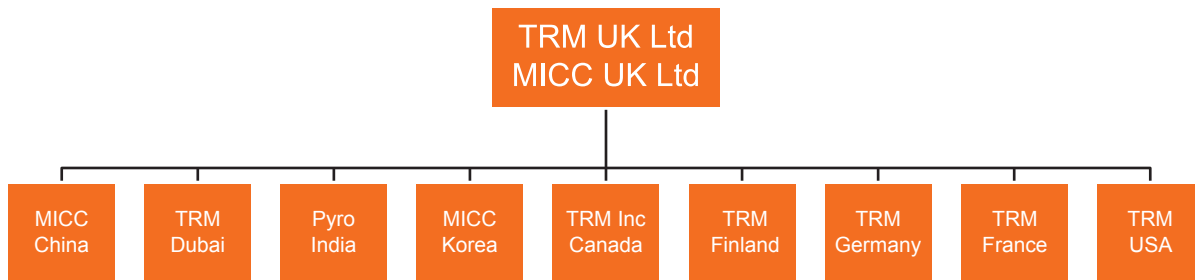 TRM UK Ltd
MICC UK Ltd
MICC
China
TRM
Dubai
Pyro
India
MICC
Korea
TRM Inc
Canada
TRM
Finland
TRM
Germany
TRM
France
TRM
USA